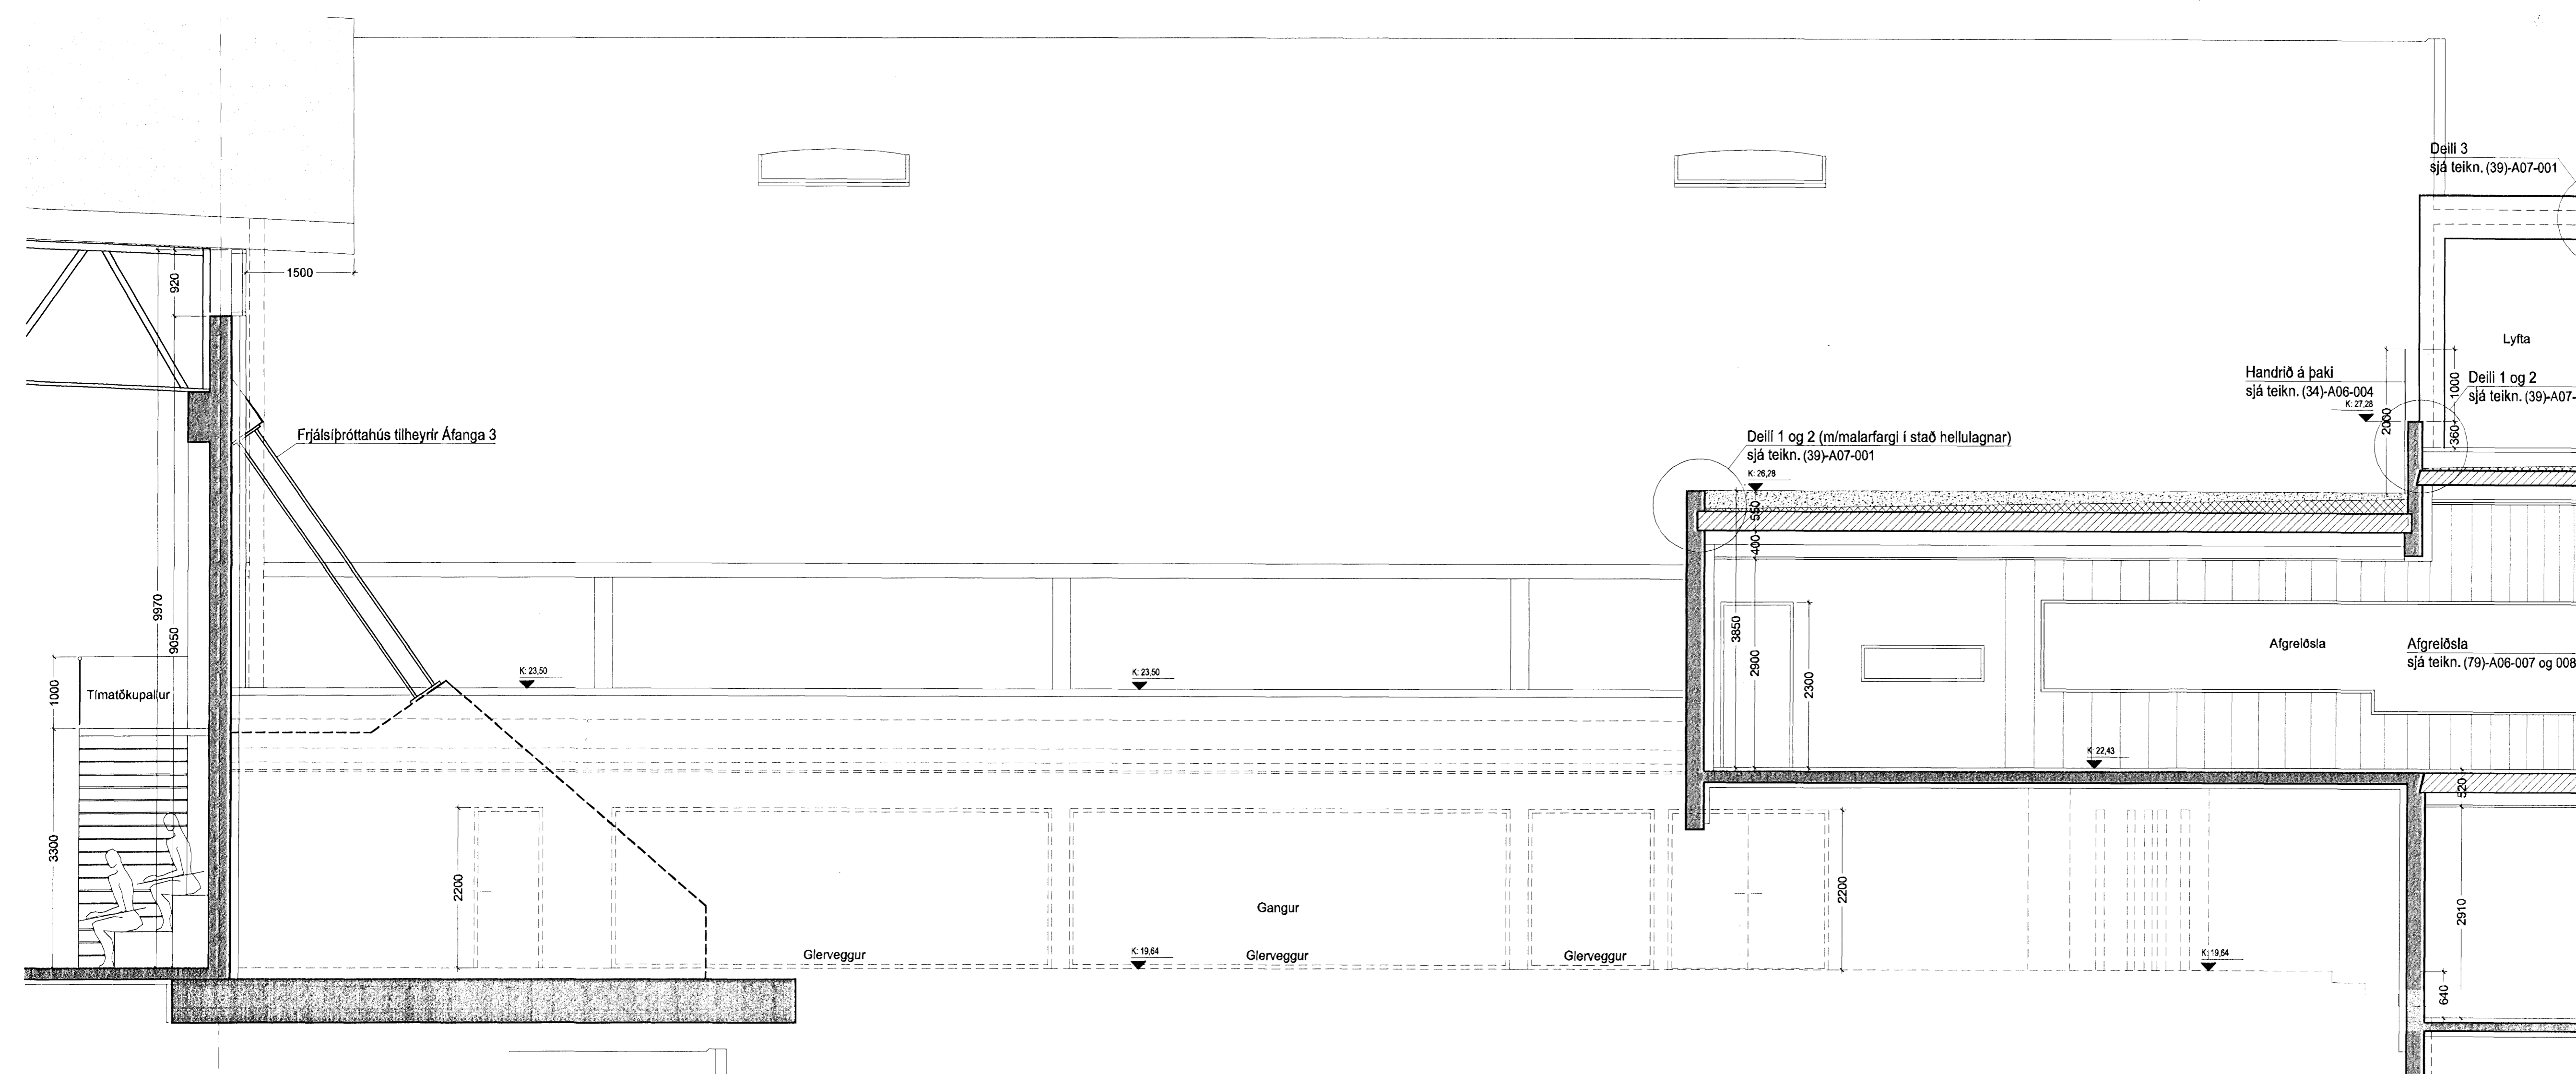 Deili 3
sjá teikn. (39)-A07-001
1500
920
Lyfta
Handrið á þaki
sjá teikn. (34)-A06-004
K: 27,28
2000
1000
360
Deili 1 og 2
sjá teikn. (39)-A07-
Frjálsíþróttahús tilheyrir Áfanga 3
Deili 1 og 2 (m/malarfargi í stað hellulagnar)
sjá teikn. (39)-A07-001
K: 26,28
550
400
9970
9050
3850
2900
2300
Afgreiðsla
Afgreiðsla
sjá teikn. (79)-A06-007 og 008
1000
Tímatökupallur
K: 23,50
K: 23,50
K: 22,43
520
3300
2200
2200
2910
Gangur
Glerveggur
K: 19,64
Glerveggur
Glerveggur
K: 19,64
640